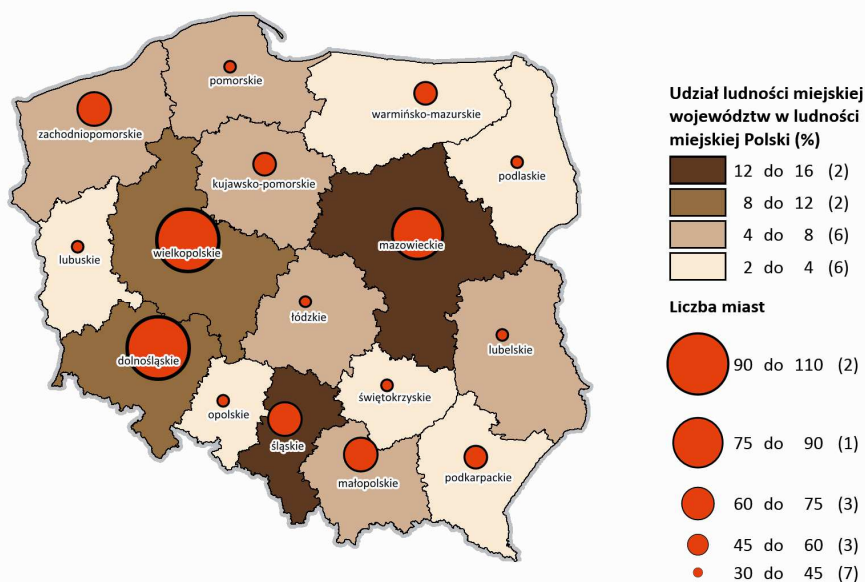 pomorskie
warmińsko-mazurskie
zachodniopomorskie
podlaskie
kujawsko-pomorskie
mazowieckie
wielkopolskie
lubuskie
łódzkie
lubelskie
dolnośląskie
świętokrzyskie
opolskie
śląskie
małopolskie
podkarpackie
Udział ludności miejskiej
województw w ludności
miejskiej Polski (%)
12 do 16 (2)
8 do 12 (2)
4 do 8 (6)
2 do 4 (6)
Liczba miast
90 do 110 (2)
75 do 90 (1)
60 do 75 (3)
45 do 60 (3)
30 do 45 (7)